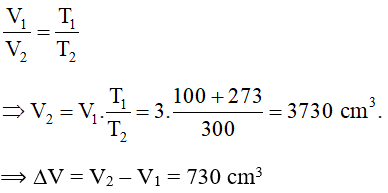 V₁/V₂ = T₁/T₂
⇒ V₂ = V₁.T₁/T₂ = 3.(100 + 273)/300 = 3730 cm³.
⇒ ΔV = V₂ – V₁ = 730 cm³